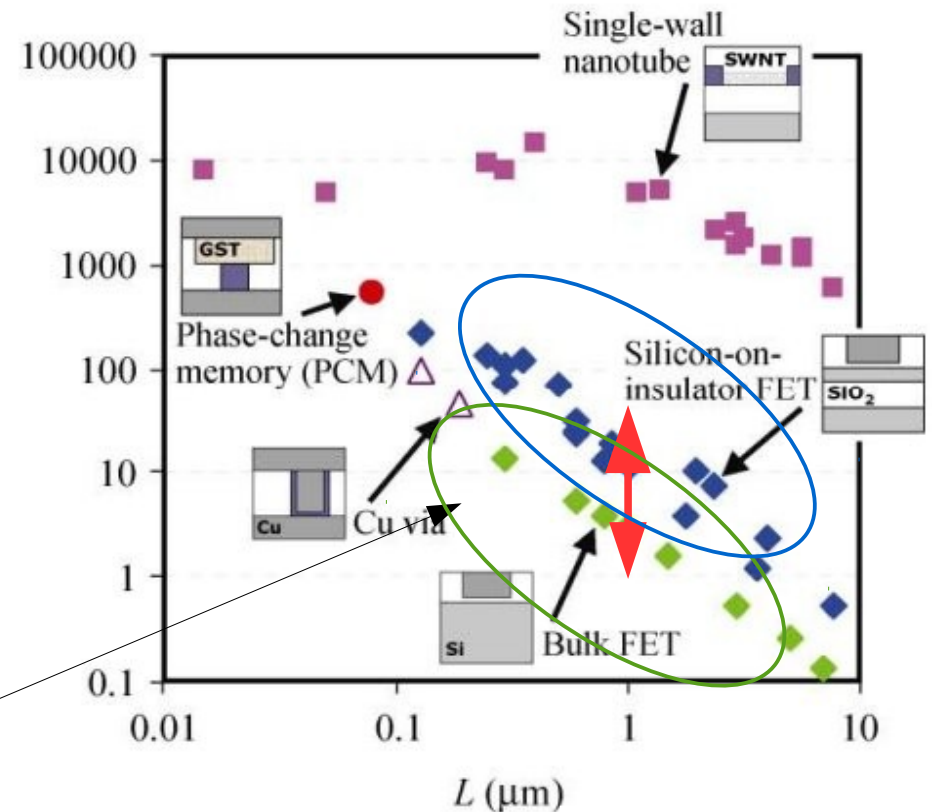 Single-wall
nanotube
SWNT
100000
10000
1000
100
10
1
0.1
GST
Phase-change
memory (PCM)
Silicon-on-
insulator FET
SIO₂
Cu
Cu via
Si
Bulk FET
0.01
0.1
1
10
L (μm)